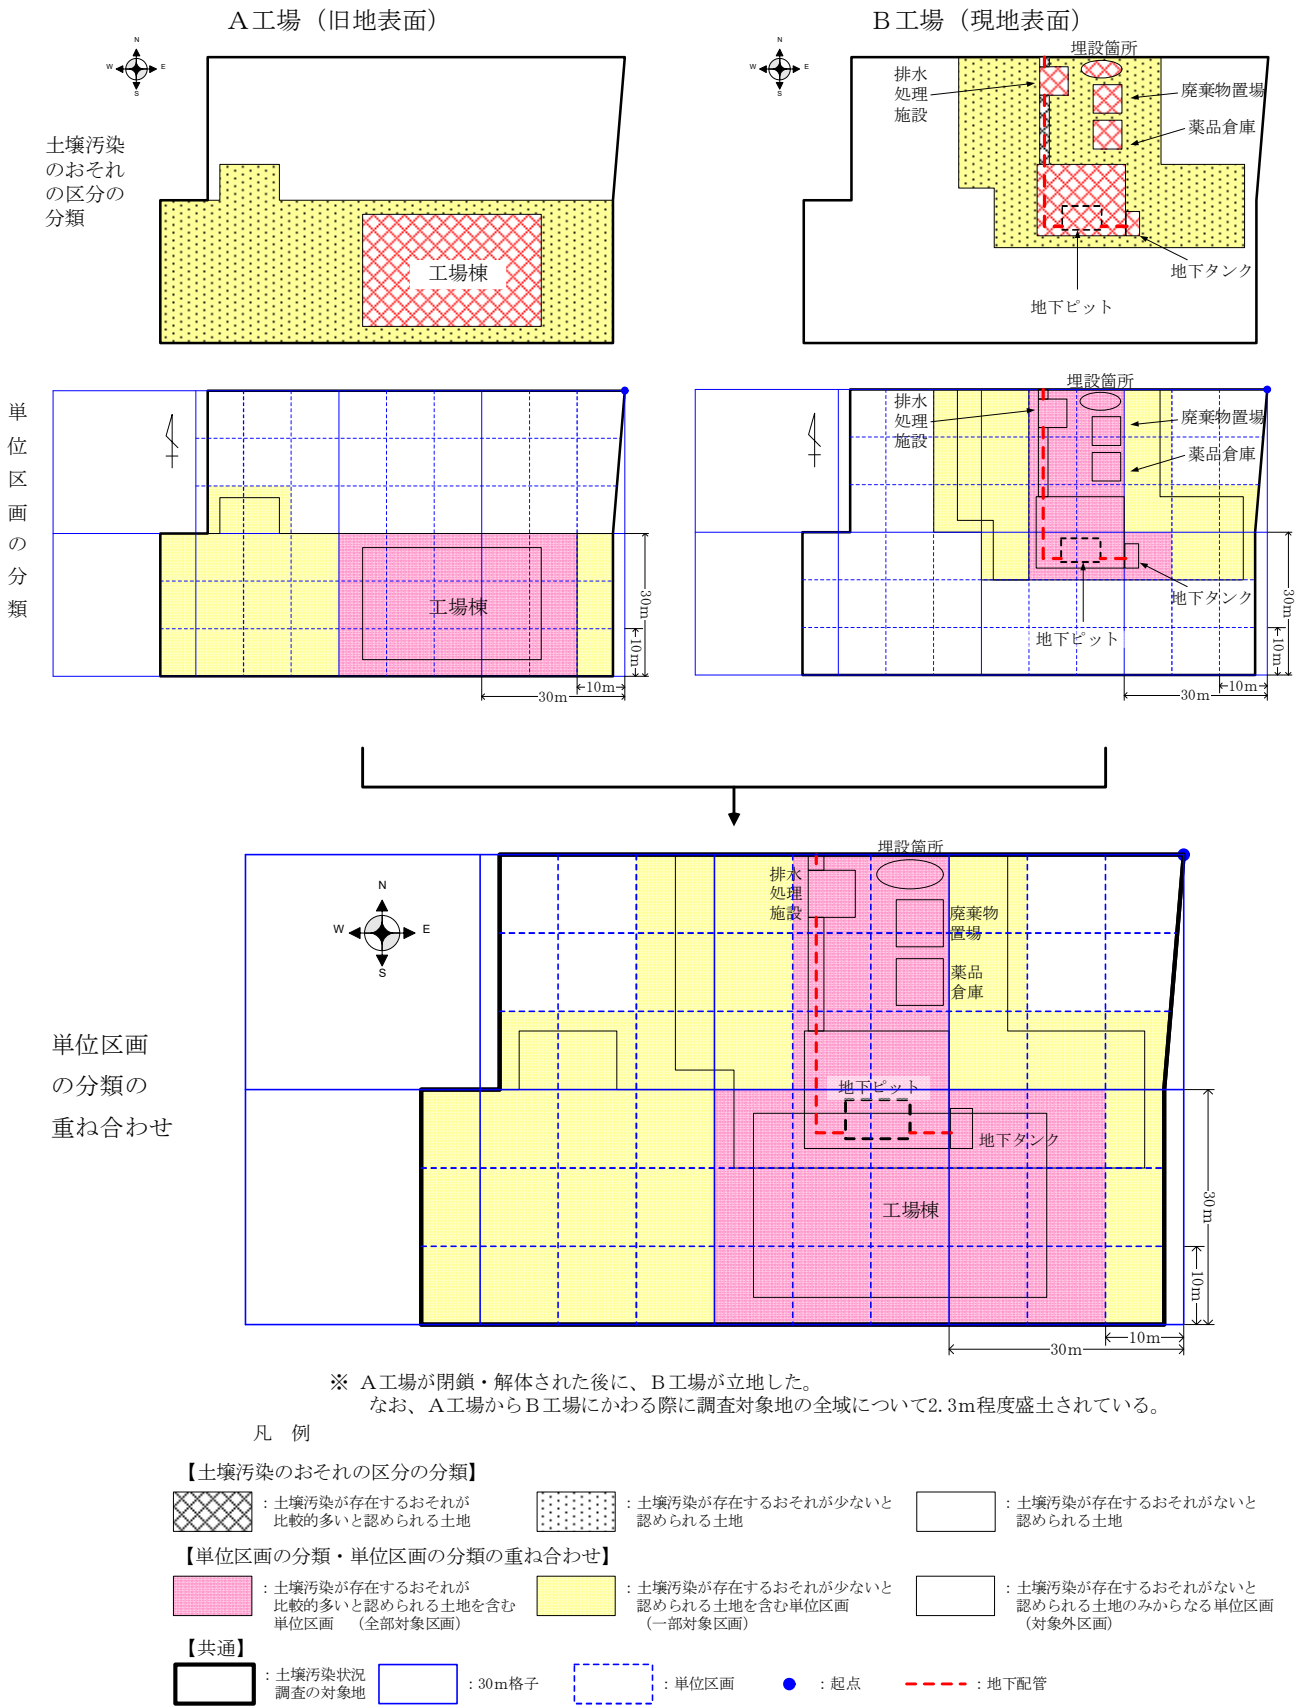 A工場（旧地表面）
B工場（現地表面）
N
W
E
S
N
W
E
S
土壌汚染
のおそれ
の区分の
分類
工場棟
埋設箇所
排水
処理
施設
廃棄物置場
薬品倉庫
地下タンク
地下ピット
単
位
区
画
の
分
類
工場棟
30m
10m
10m
30m
埋設箇所
排水
処理
施設
廃棄物置場
薬品倉庫
地下タンク
地下ピット
30m
10m
10m
30m
単位区画
の分類の
重ね合わせ
N
W
E
S
埋設箇所
排水
処理
施設
廃棄物
置場
薬品
倉庫
地下ピット
地下タンク
工場棟
30m
10m
10m
30m
※ A工場が閉鎖・解体された後に、B工場が立地した。
なお、A工場からB工場にかわる際に調査対象地の全域について2.3m程度盛土されている。
凡 例
【土壌汚染のおそれの区分の分類】
：土壌汚染が存在するおそれが
比較的多いと認められる土地
：土壌汚染が存在するおそれが少ないと
認められる土地
：土壌汚染が存在するおそれがないと
認められる土地
【単位区画の分類・単位区画の分類の重ね合わせ】
：土壌汚染が存在するおそれが
比較的多いと認められる土地を含む
単位区画 （全部対象区画）
：土壌汚染が存在するおそれが少ないと
認められる土地を含む単位区画
（一部対象区画）
：土壌汚染が存在するおそれがないと
認められる土地のみからなる単位区画
（対象外区画）
【共通】
：土壌汚染状況
調査の対象地
：30m格子
：単位区画
：起点
：地下配管